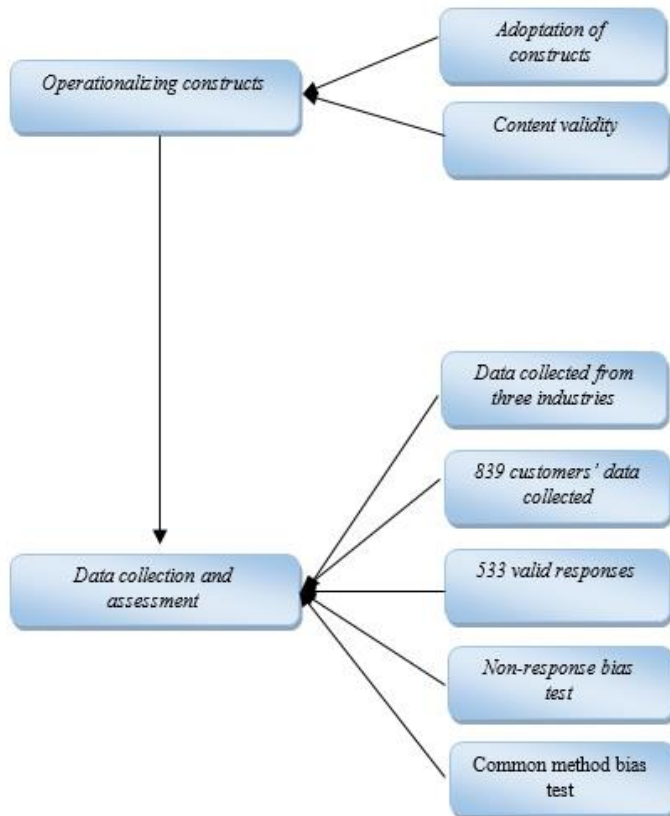 Adoptation of
constructs
Operationalizing constructs
Content validity
Data collected from
three industries
839 customers’ data
collected
533 valid responses
Data collection and
assessment
Non-response bias
test
Common method bias
test